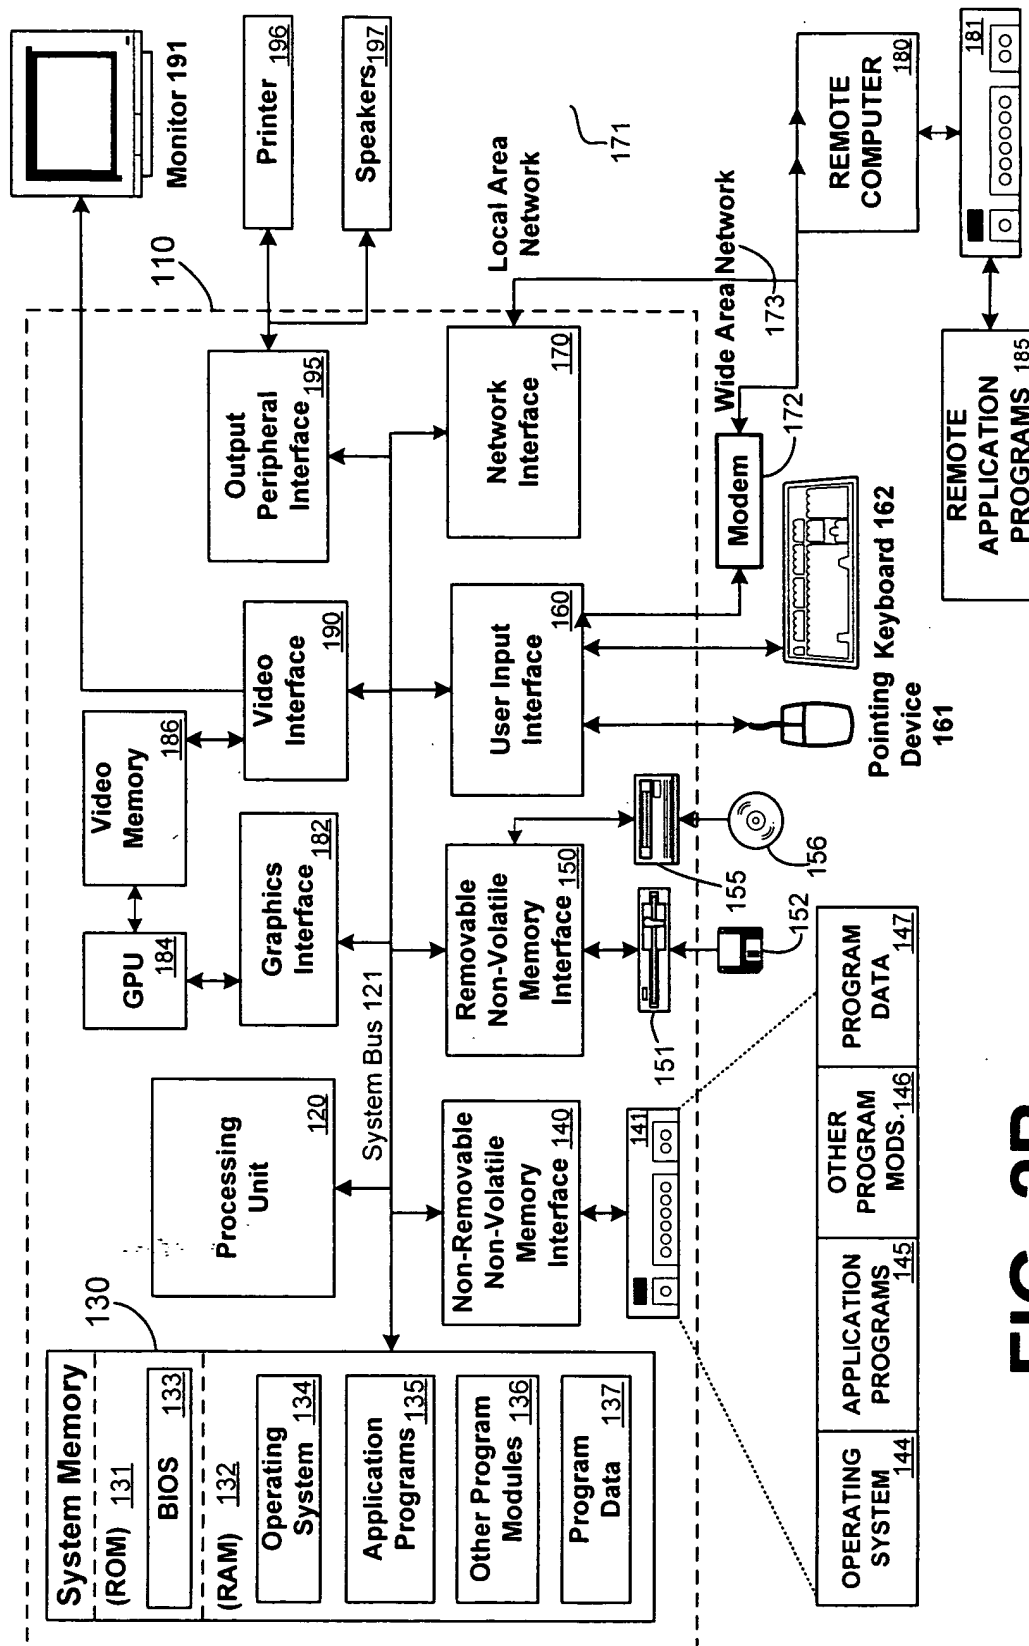 System Memory
(ROM) 131
BIOS 133
(RAM) 132
Operating
System 134
Application
Programs 135
Other Program
Modules 136
Program
Data 137
130
Processing
Unit
120
System Bus 121
GPU
184
Video
Memory
186
Graphics
Interface
182
Video
Interface
190
Output
Peripheral
Interface
195
110
Monitor 191
Printer 196
Speakers 197
Non-Removable
Non-Volatile
Memory
Interface 140
Removable
Non-Volatile
Memory
Interface 150
User Input
Interface
160
Network
Interface
170
Local Area
Network
171
141
151
152
155
156
Pointing
Device
161
Keyboard 162
Modem
172
Wide Area Network
173
REMOTE
COMPUTER
180
181
REMOTE
APPLICATION
PROGRAMS 185
OPERATING
SYSTEM 144
APPLICATION
PROGRAMS 145
OTHER
PROGRAM
MODS. 146
PROGRAM
DATA 147